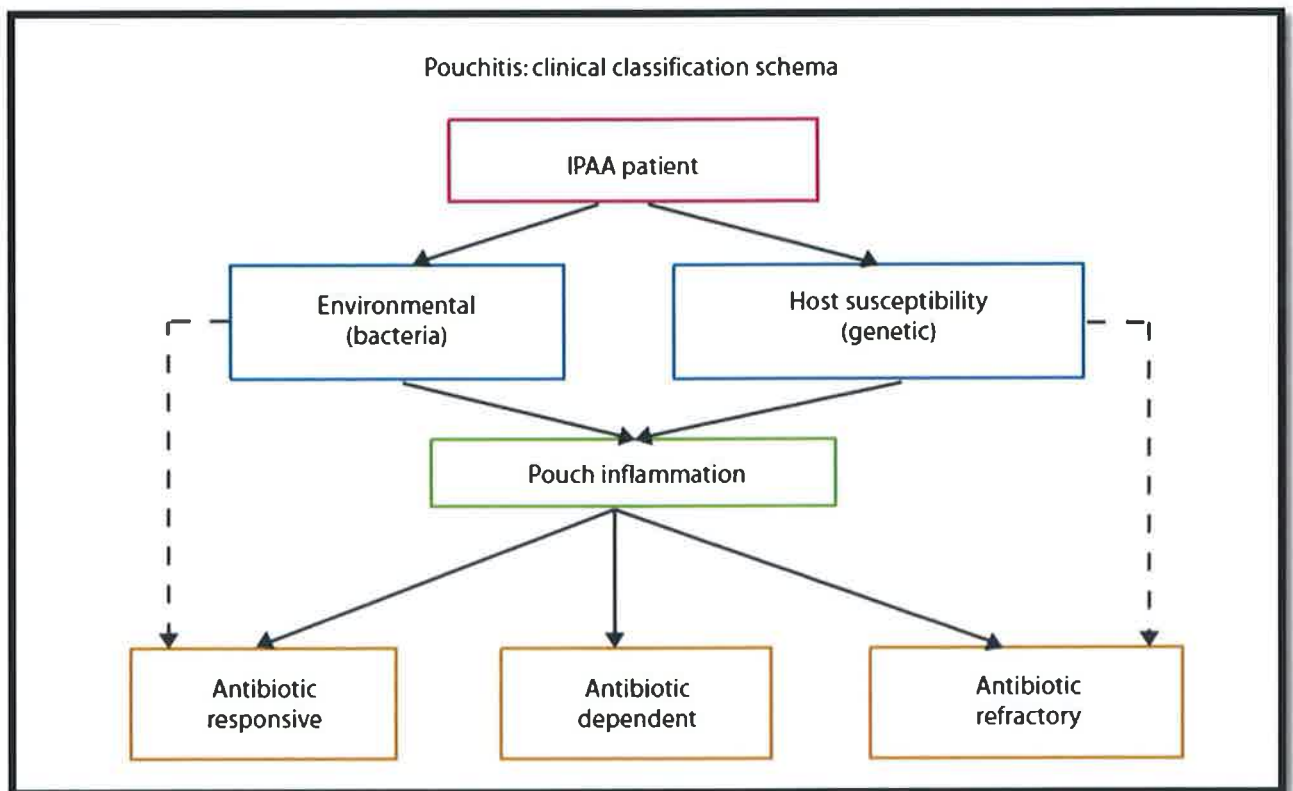 Pouchitis: clinical classification schema
IPAA patient
Environmental
(bacteria)
Host susceptibility
(genetic)
Pouch inflammation
Antibiotic
responsive
Antibiotic
dependent
Antibiotic
refractory